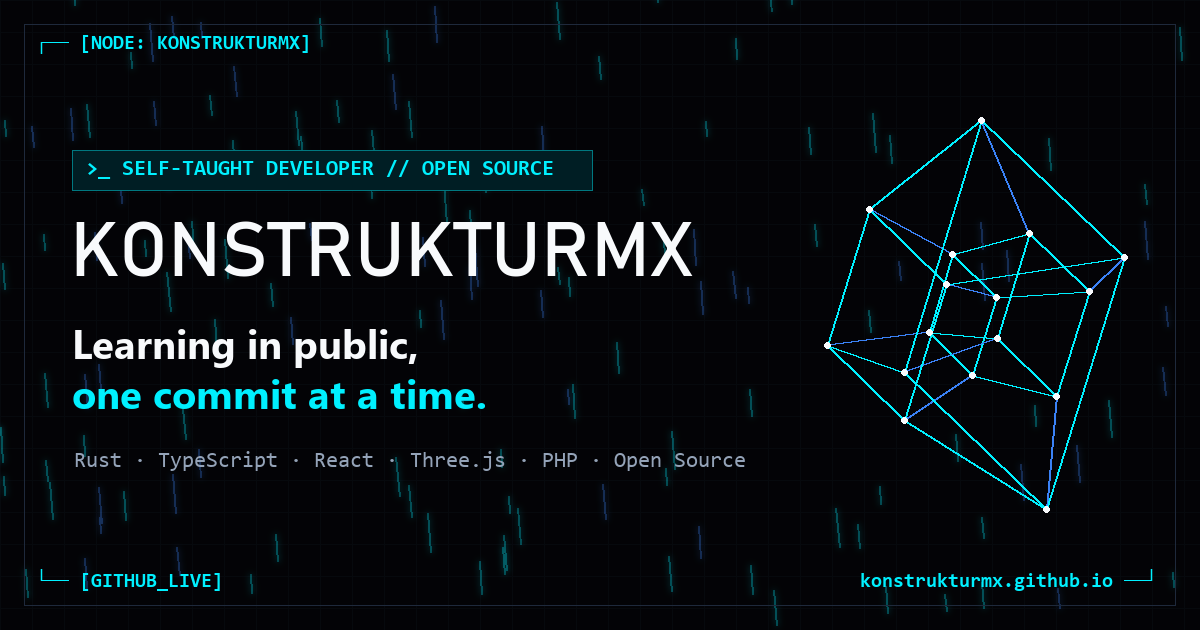 [NODE: KONSTRUKTURMX]
>_ SELF-TAUGHT DEVELOPER // OPEN SOURCE
KONSTRUKTURMX
Learning in public,
one commit at a time.
Rust · TypeScript · React · Three.js · PHP · Open Source
[GITHUB_LIVE]
konstrukturmx.github.io